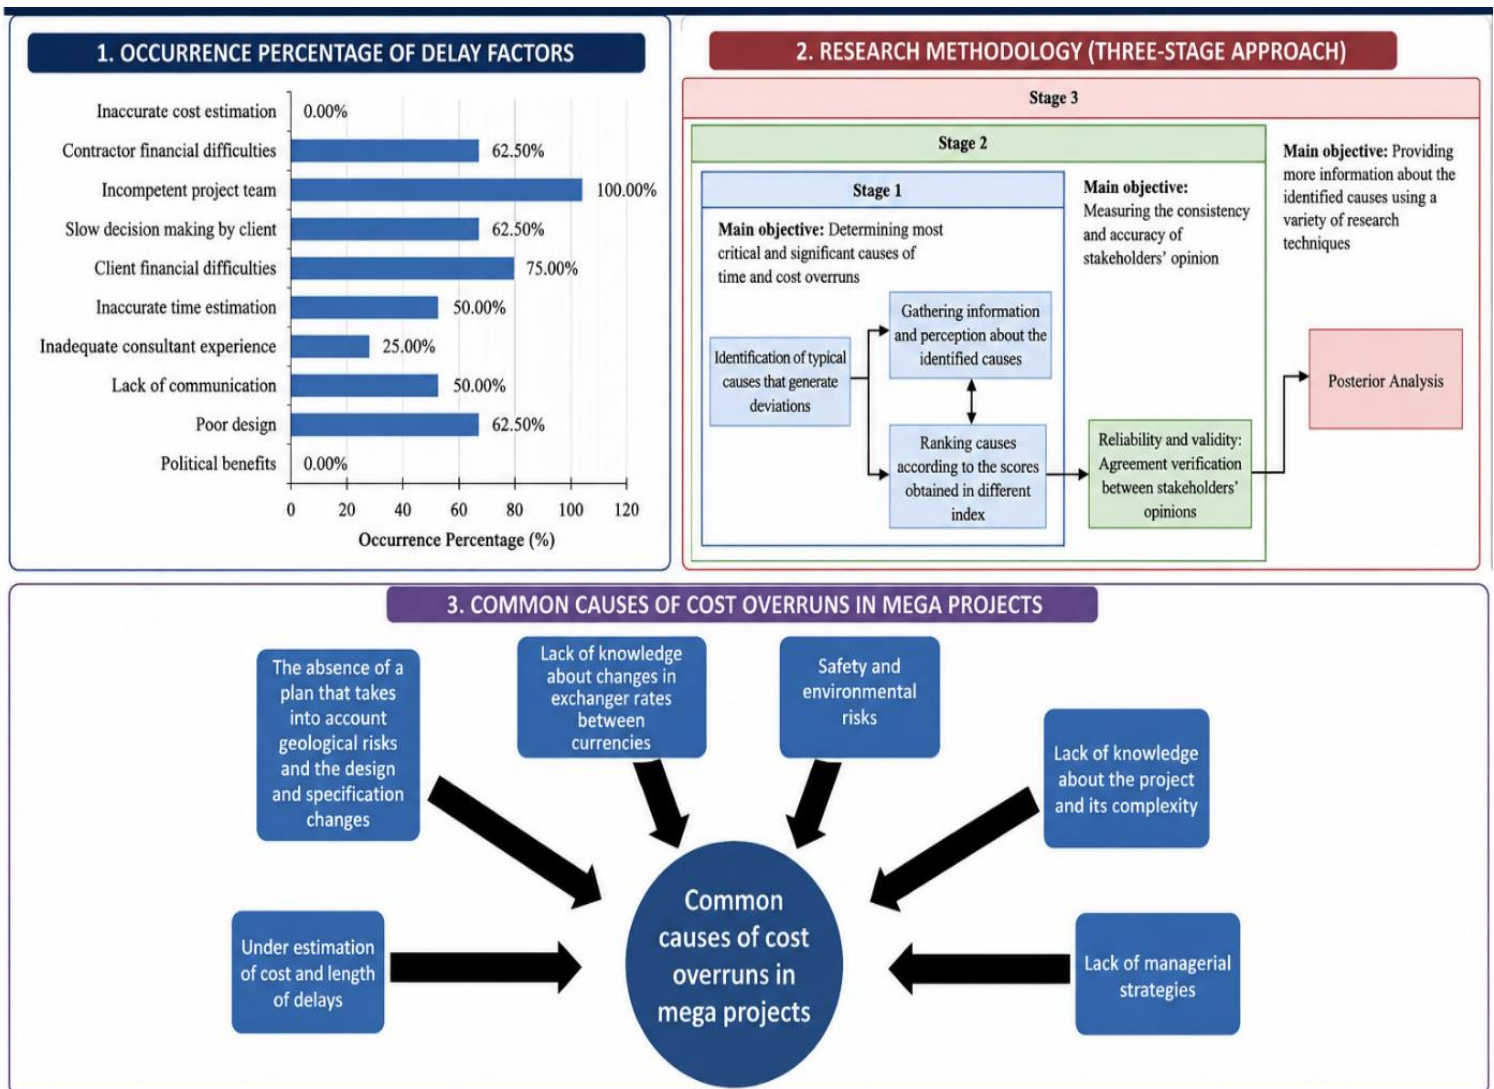 1. OCCURRENCE PERCENTAGE OF DELAY FACTORS
Inaccurate cost estimation 0.00%
Contractor financial difficulties 62.50%
Incompetent project team 100.00%
Slow decision making by client 62.50%
Client financial difficulties 75.00%
Inaccurate time estimation 50.00%
Inadequate consultant experience 25.00%
Lack of communication 50.00%
Poor design 62.50%
Political benefits 0.00%
0 20 40 60 80 100 120
Occurrence Percentage (%)
2. RESEARCH METHODOLOGY (THREE-STAGE APPROACH)
Stage 3
Stage 2
Stage 1
Main objective: Determining most
critical and significant causes of
time and cost overruns
Identification of typical
causes that generate
deviations
Gathering information
and perception about the
identified causes
Ranking causes
according to the scores
obtained in different
index
Main objective:
Measuring the consistency
and accuracy of
stakeholders' opinion
Reliability and validity:
Agreement verification
between stakeholders'
opinions
Main objective: Providing
more information about the
identified causes using a
variety of research
techniques
Posterior Analysis
3. COMMON CAUSES OF COST OVERRUNS IN MEGA PROJECTS
The absence of a
plan that takes
into account
geological risks
and the design
and specification
changes
Lack of knowledge
about changes in
exchanger rates
between
currencies
Safety and
environmental
risks
Lack of knowledge
about the project
and its complexity
Under estimation
of cost and length
of delays
Common
causes of cost
overruns in
mega projects
Lack of managerial
strategies